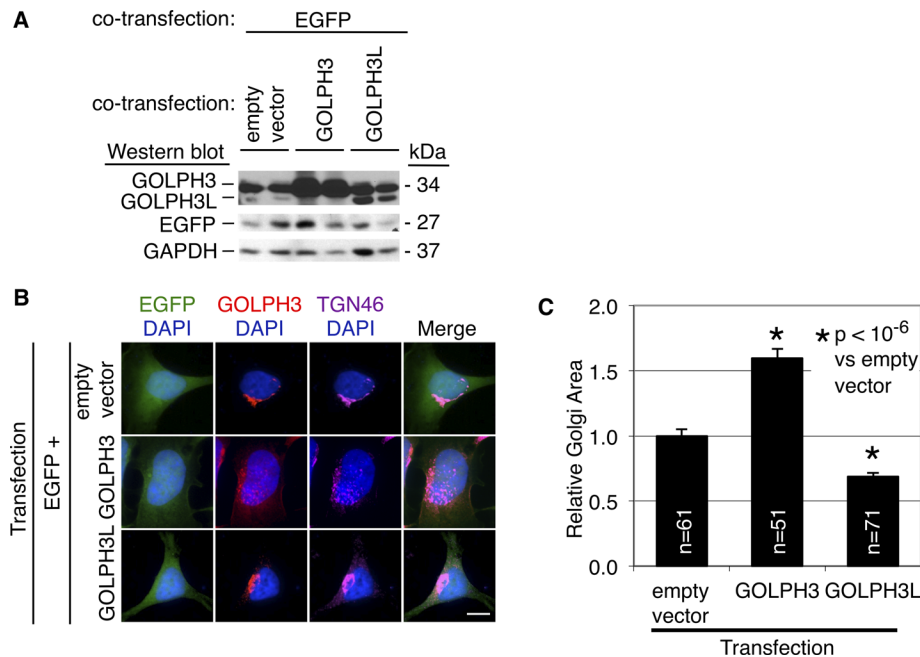 A
co-transfection: EGFP
co-transfection: empty vector GOLPH3 GOLPH3L
Western blot kDa
GOLPH3 - 34
GOLPH3L
EGFP - 27
GAPDH - 37
B
EGFP GOLPH3 TGN46
DAPI DAPI DAPI Merge
Transfection
EGFP +
empty vector
GOLPH3
GOLPH3L
C
Relative Golgi Area
2.0
1.5
1.0
0.5
0.0
* p < 10-6
vs empty
vector
*
*
n=61 n=51 n=71
empty vector GOLPH3 GOLPH3L
Transfection